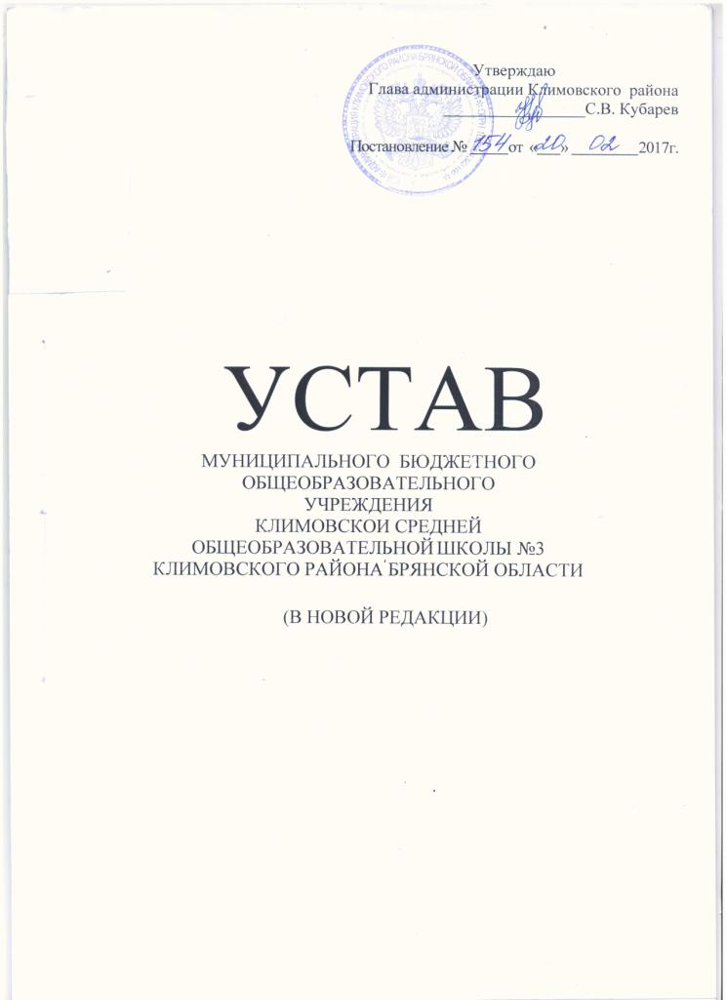 Утверждаю
Глава администрации Климовского района
С.В. Кубарев
Постановление № 154 от «20» 02 2017г.
УСТАВ
МУНИЦИПАЛЬНОГО БЮДЖЕТНОГО
ОБЩЕОБРАЗОВАТЕЛЬНОГО
УЧРЕЖДЕНИЯ
КЛИМОВСКОИ СРЕДНЕЙ
ОБЩЕОБРАЗОВАТЕЛЬНОЙ ШКОЛЫ №3
КЛИМОВСКОГО РАЙОНА БРЯНСКОЙ ОБЛАСТИ
(В НОВОЙ РЕДАКЦИИ)